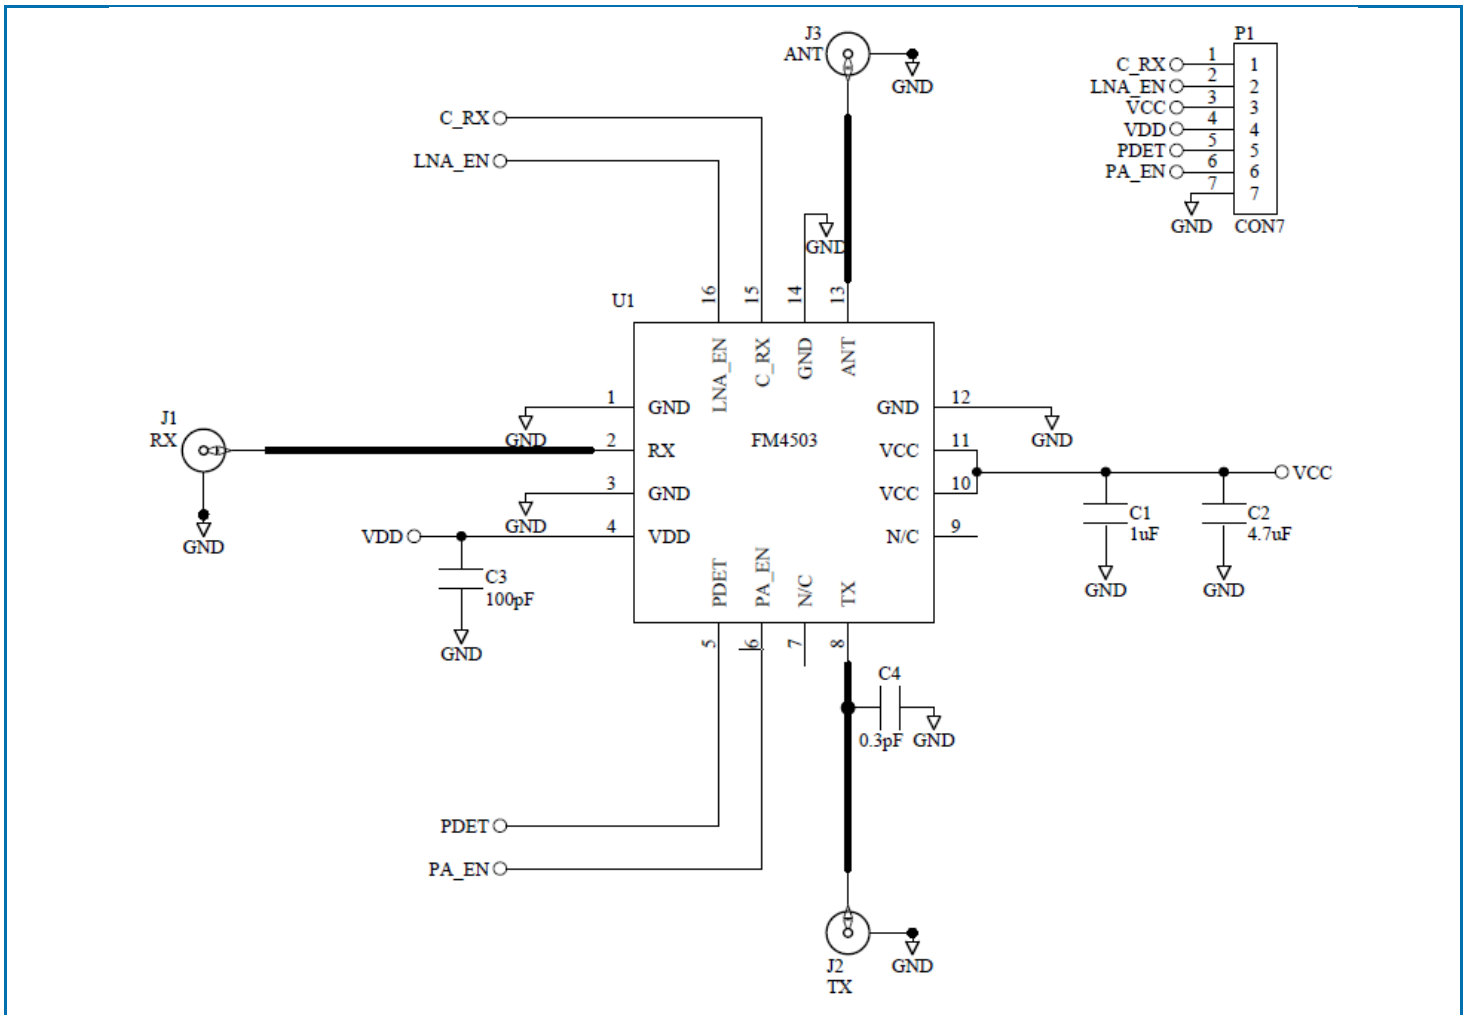 J3
ANT
GND
P1
C_RX 1 1
LNA_EN 2 2
VCC 3 3
VDD 4 4
PDET 5 5
PA_EN 6 6
7 7
GND CON7
C_RX
LNA_EN
GND
U1
16 15 14 13
LNA_EN C_RX GND ANT
J1
RX
GND
1 GND
GND
2 RX
3 GND
GND
4 VDD
VDD
C3
100pF
GND
FM4503
GND 12
GND
VCC 11
VCC 10
N/C 9
VCC
C1
1uF
GND
C2
4.7uF
GND
PDET PA_EN N/C TX
5 6 7 8
C4
0.3pF GND
PDET
PA_EN
J2
TX
GND